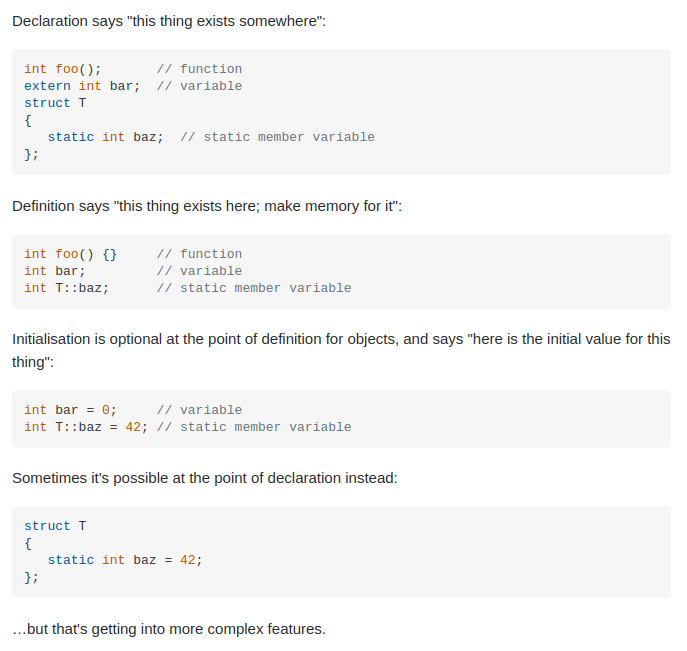 Declaration says "this thing exists somewhere":
int foo();       // function
extern int bar;  // variable
struct T
{
   static int baz;  // static member variable
};
Definition says "this thing exists here; make memory for it":
int foo() {}     // function
int bar;         // variable
int T::baz;      // static member variable
Initialisation is optional at the point of definition for objects, and says "here is the initial value for this
thing":
int bar = 0;     // variable
int T::baz = 42; // static member variable
Sometimes it's possible at the point of declaration instead:
struct T
{
   static int baz = 42;
};
…but that's getting into more complex features.